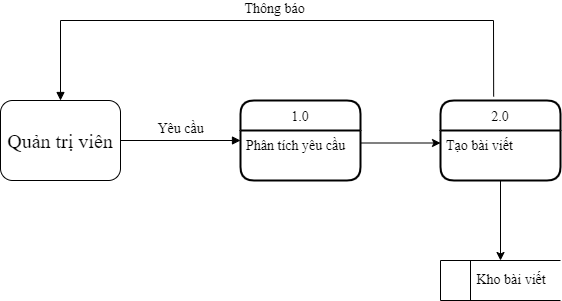 Thông báo
Quản trị viên
Yêu cầu
1.0
Phân tích yêu cầu
2.0
Tạo bài viết
Kho bài viết